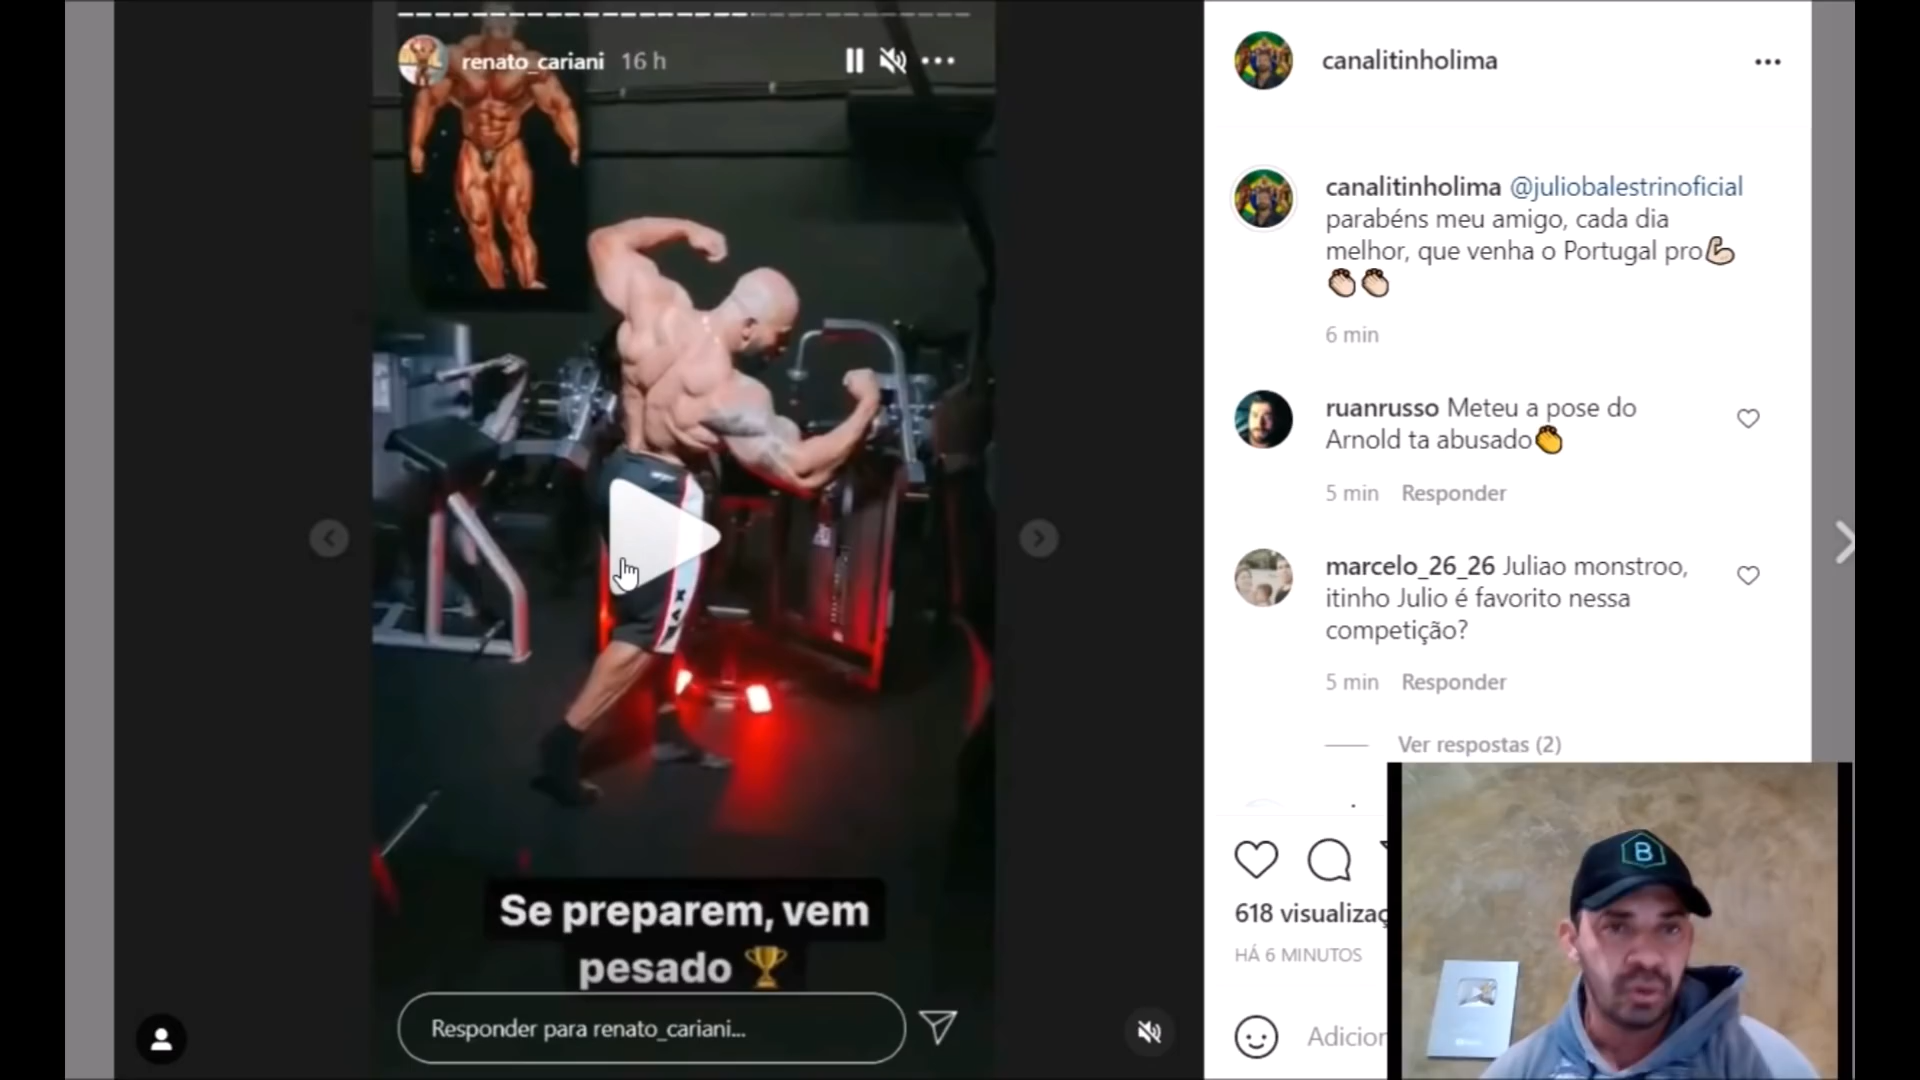 renato_cariani 16 h
Se preparem, vem
pesado
Responder para renato_cariani...
canalitinholima
canalitinholima @juliobalestrinoficial
parabéns meu amigo, cada dia
melhor, que venha o Portugal pro💪
👏👏
6 min
ruanrusso Meteu a pose do
Arnold ta abusado👏
5 min Responder
marcelo_26_26 Juliao monstroo,
itinho Julio é favorito nessa
competição?
5 min Responder
Ver respostas (2)
618 visualizaç
HÁ 6 MINUTOS
Adicior
B